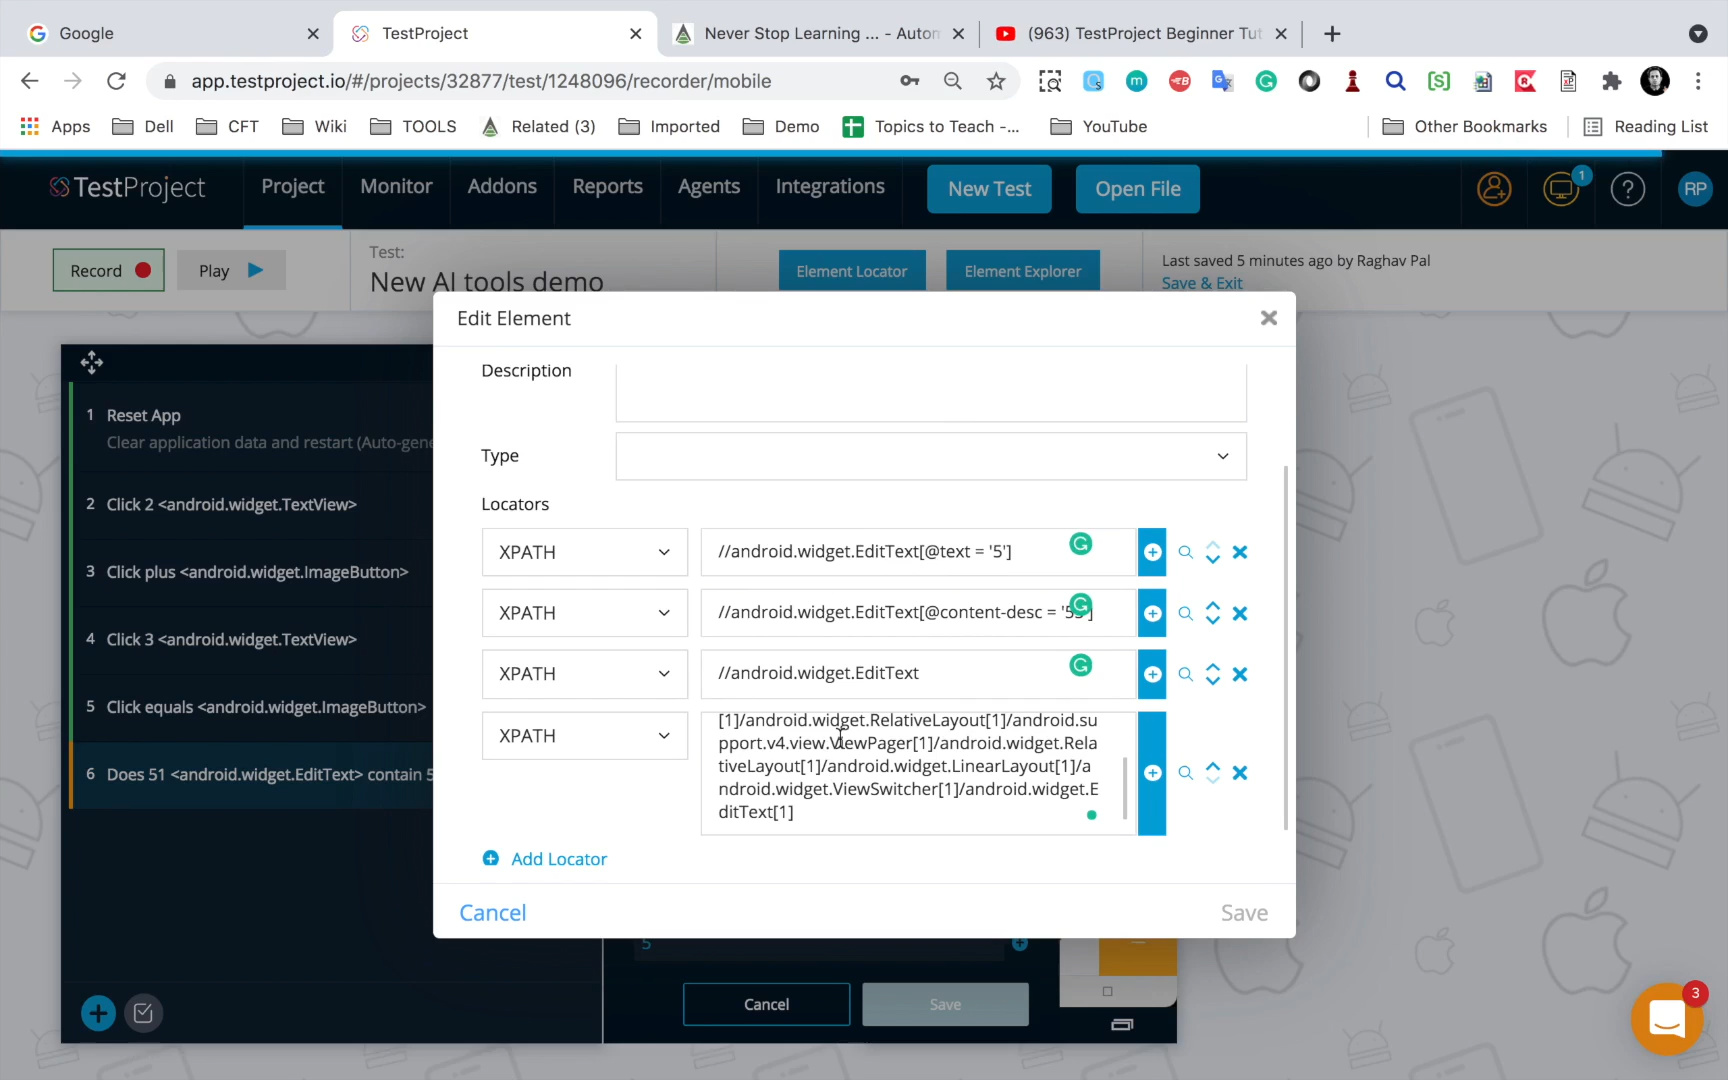 Google
TestProject
Never Stop Learning ... - Autom
(963) TestProject Beginner Tut
app.testproject.io/#/projects/32877/test/1248096/recorder/mobile
Apps
Dell
CFT
Wiki
TOOLS
Related (3)
Imported
Demo
Topics to Teach -...
YouTube
Other Bookmarks
Reading List
TestProject
Project
Monitor
Addons
Reports
Agents
Integrations
New Test
Open File
1
RP
Record
Play
Test:
New AI tools demo
Element Locator
Element Explorer
Last saved 5 minutes ago by Raghav Pal
Save & Exit
Edit Element
Description
Type
Locators
XPATH
//android.widget.EditText[@text = '5']
XPATH
//android.widget.EditText[@content-desc = '5
XPATH
//android.widget.EditText
XPATH
[1]/android.widget.RelativeLayout[1]/android.su
pport.v4.view.ViewPager[1]/android.widget.Rela
tiveLayout[1]/android.widget.LinearLayout[1]/a
ndroid.widget.ViewSwitcher[1]/android.widget.E
ditText[1]
Add Locator
Cancel
Save
1 Reset App
Clear application data and restart (Auto-gene
2 Click 2 <android.widget.TextView>
3 Click plus <android.widget.ImageButton>
4 Click 3 <android.widget.TextView>
5 Click equals <android.widget.ImageButton>
6 Does 51 <android.widget.EditText> contain 5
5
Cancel
Save
3